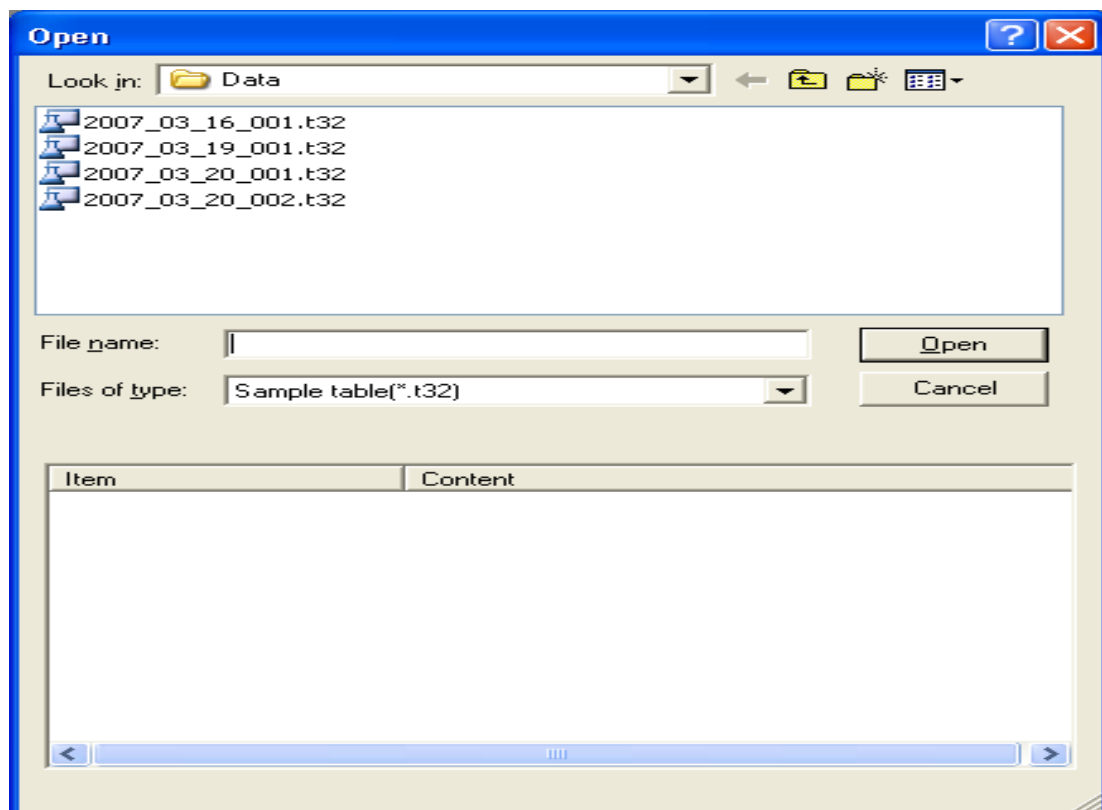 Open
Look in: Data
2007_03_16_001.t32
2007_03_19_001.t32
2007_03_20_001.t32
2007_03_20_002.t32
File name: Open
Files of type: Sample table(*.t32) Cancel
Item Content